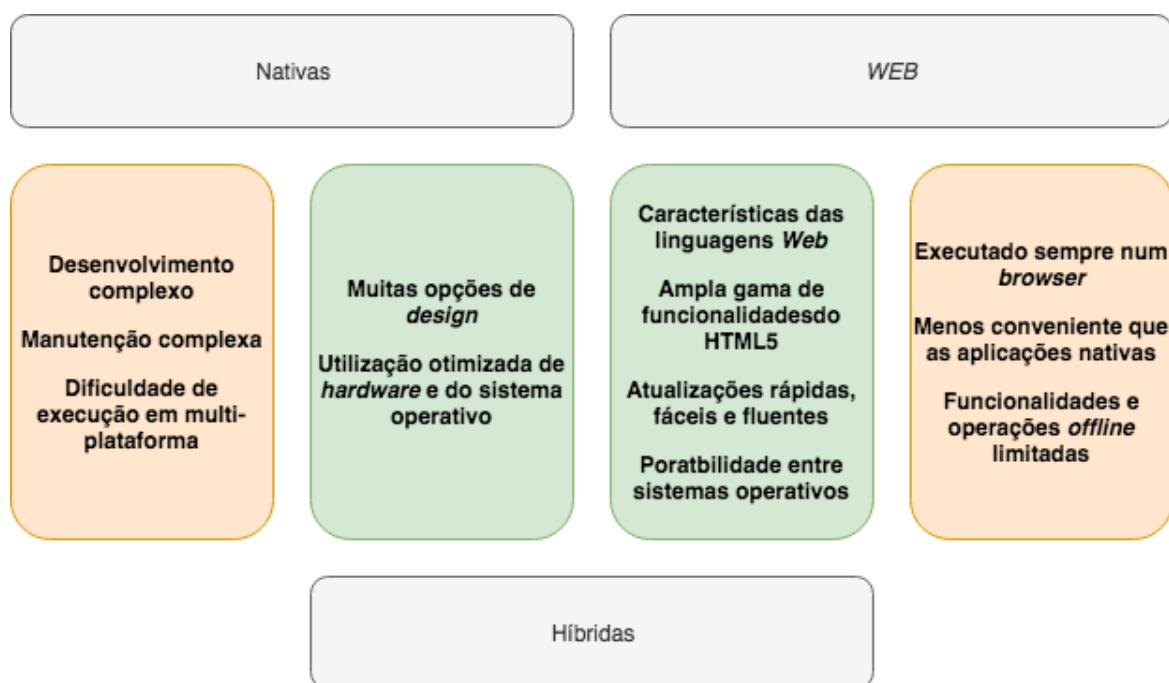 Nativas
WEB
Desenvolvimento
complexo
Manutenção complexa
Dificuldade de
execução em multi-
plataforma
Muitas opções de
design
Utilização otimizada de
hardware e do sistema
operativo
Características das
linguagens Web
Ampla gama de
funcionalidadesdo
HTML5
Atualizações rápidas,
fáceis e fluentes
Poratbilidade entre
sistemas operativos
Executado sempre num
browser
Menos conveniente que
as aplicações nativas
Funcionalidades e
operações offline
limitadas
Híbridas